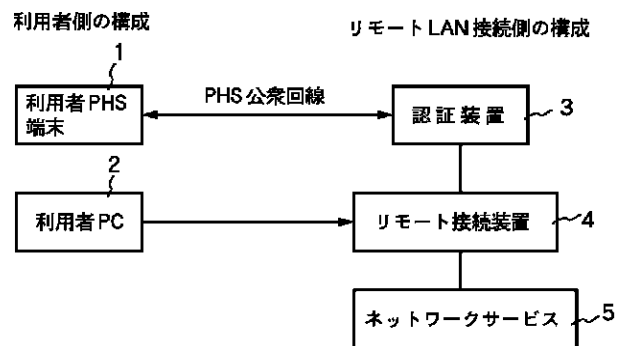 利用者側の構成
リモートLAN接続側の構成
1
利用者PHS
端末
PHS公衆回線
認証装置
3
2
利用者PC
リモート接続装置
4
ネットワークサービス
5